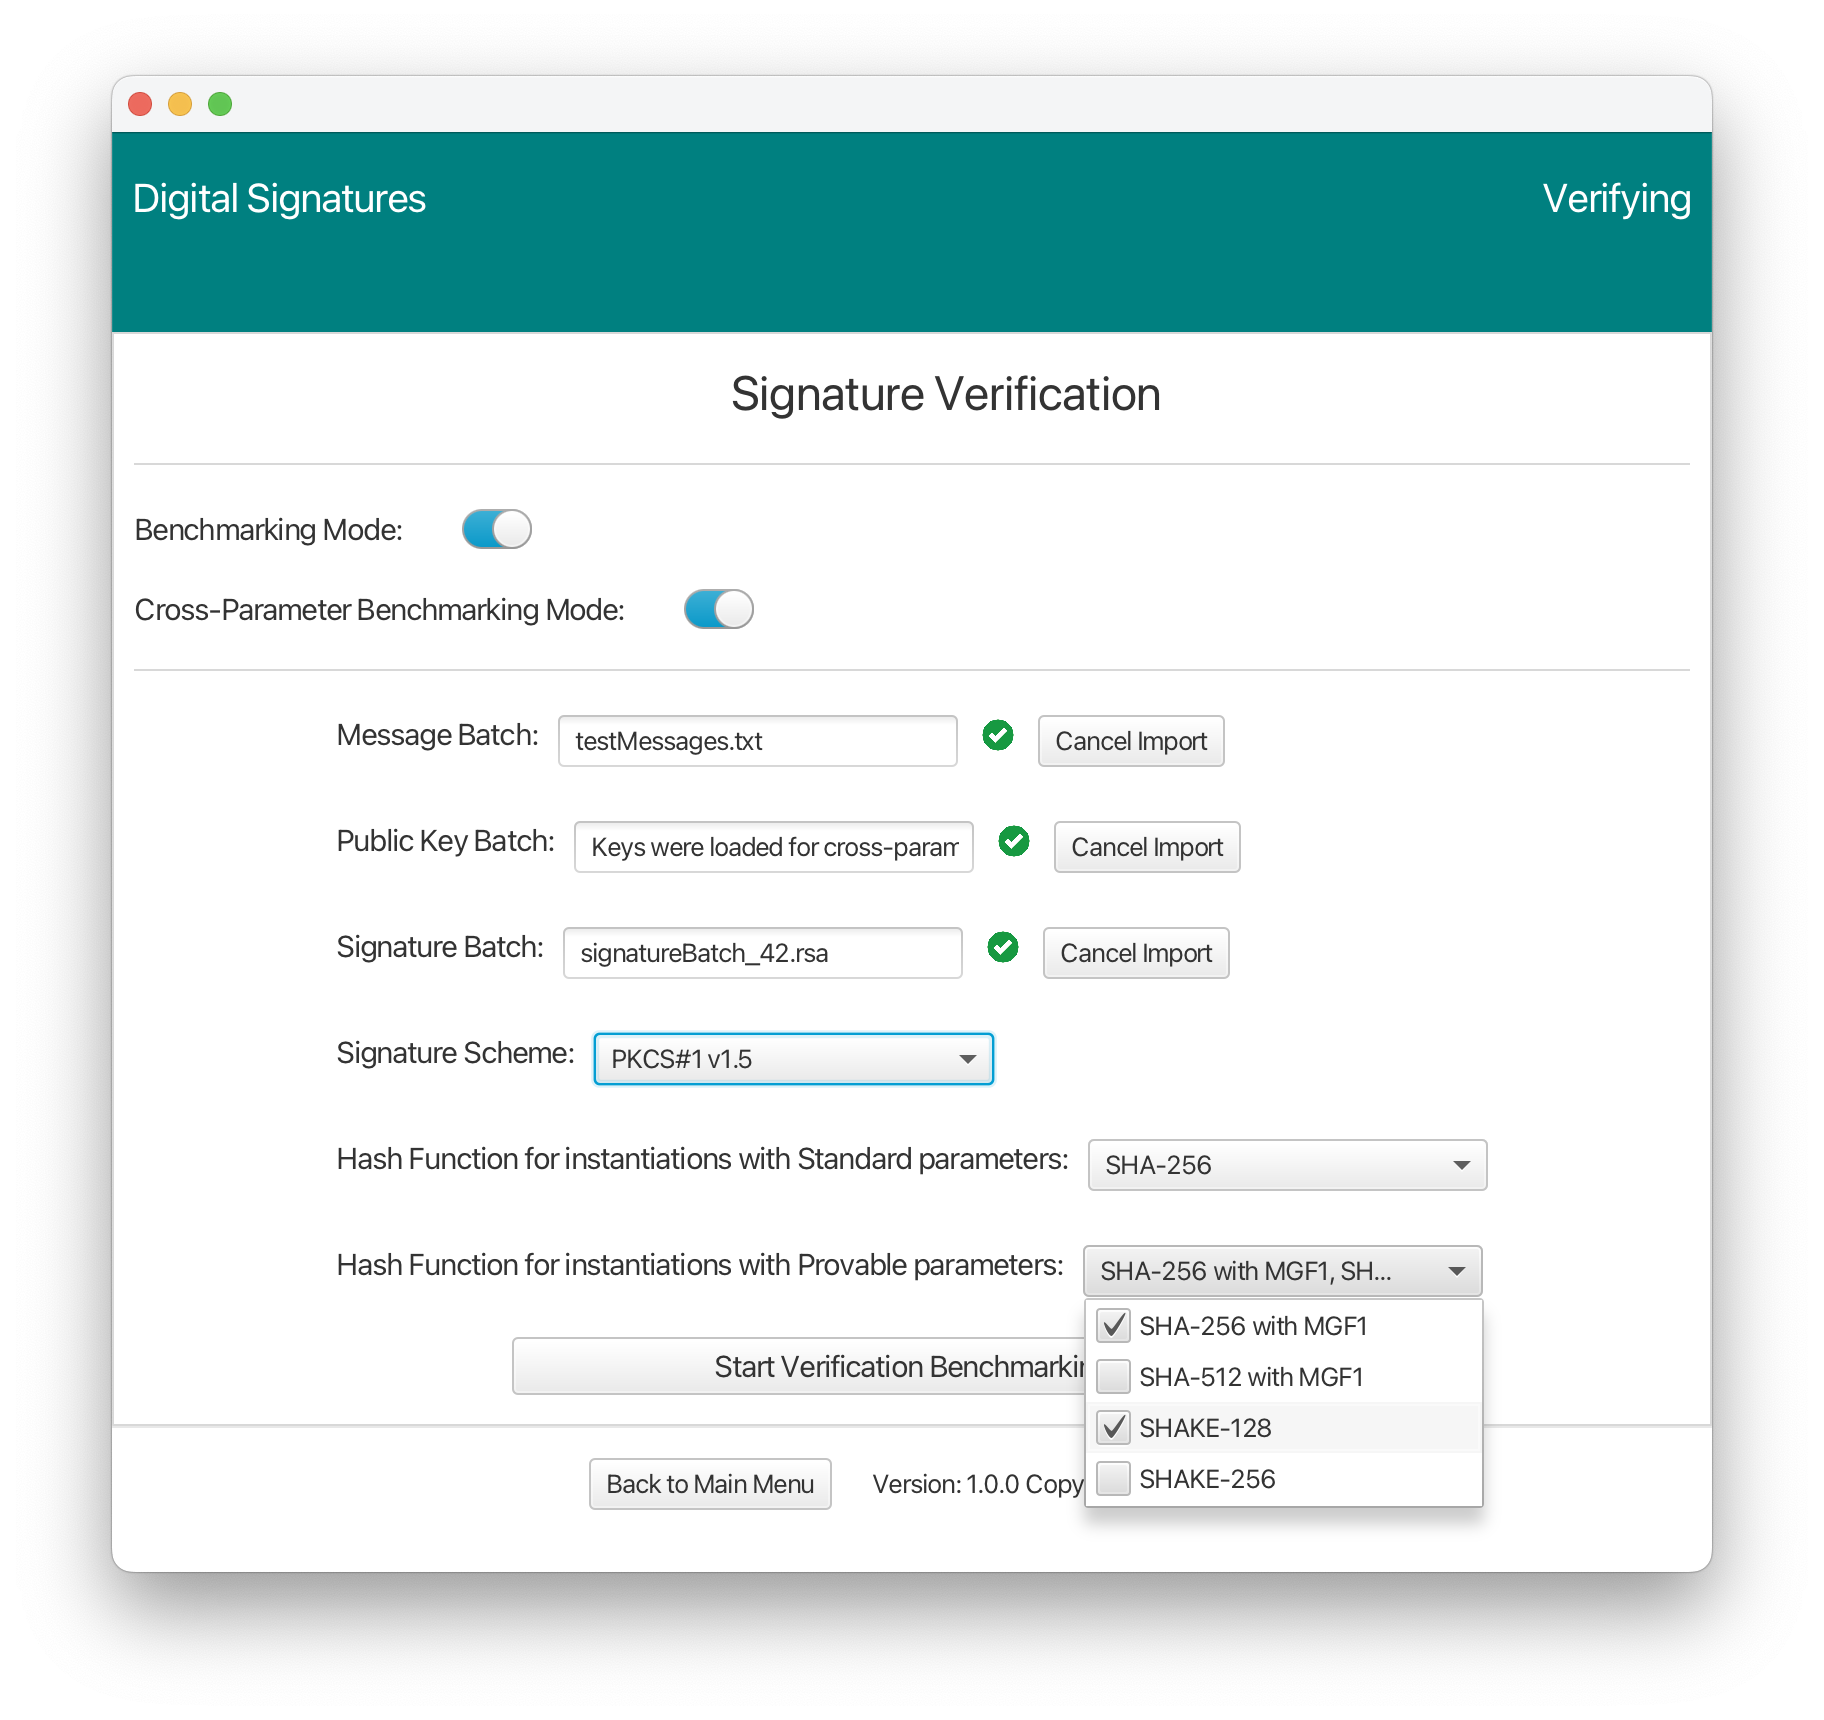 Digital Signatures
Verifying
Signature Verification
Benchmarking Mode:
Cross-Parameter Benchmarking Mode:
Message Batch: testMessages.txt Cancel Import
Public Key Batch: Keys were loaded for cross-param Cancel Import
Signature Batch: signatureBatch_42.rsa Cancel Import
Signature Scheme: PKCS#1 v1.5
Hash Function for instantiations with Standard parameters: SHA-256
Hash Function for instantiations with Provable parameters: SHA-256 with MGF1, SH...
SHA-256 with MGF1
SHA-512 with MGF1
SHAKE-128
SHAKE-256
Start Verification Benchmarkin
Back to Main Menu Version: 1.0.0 Copy